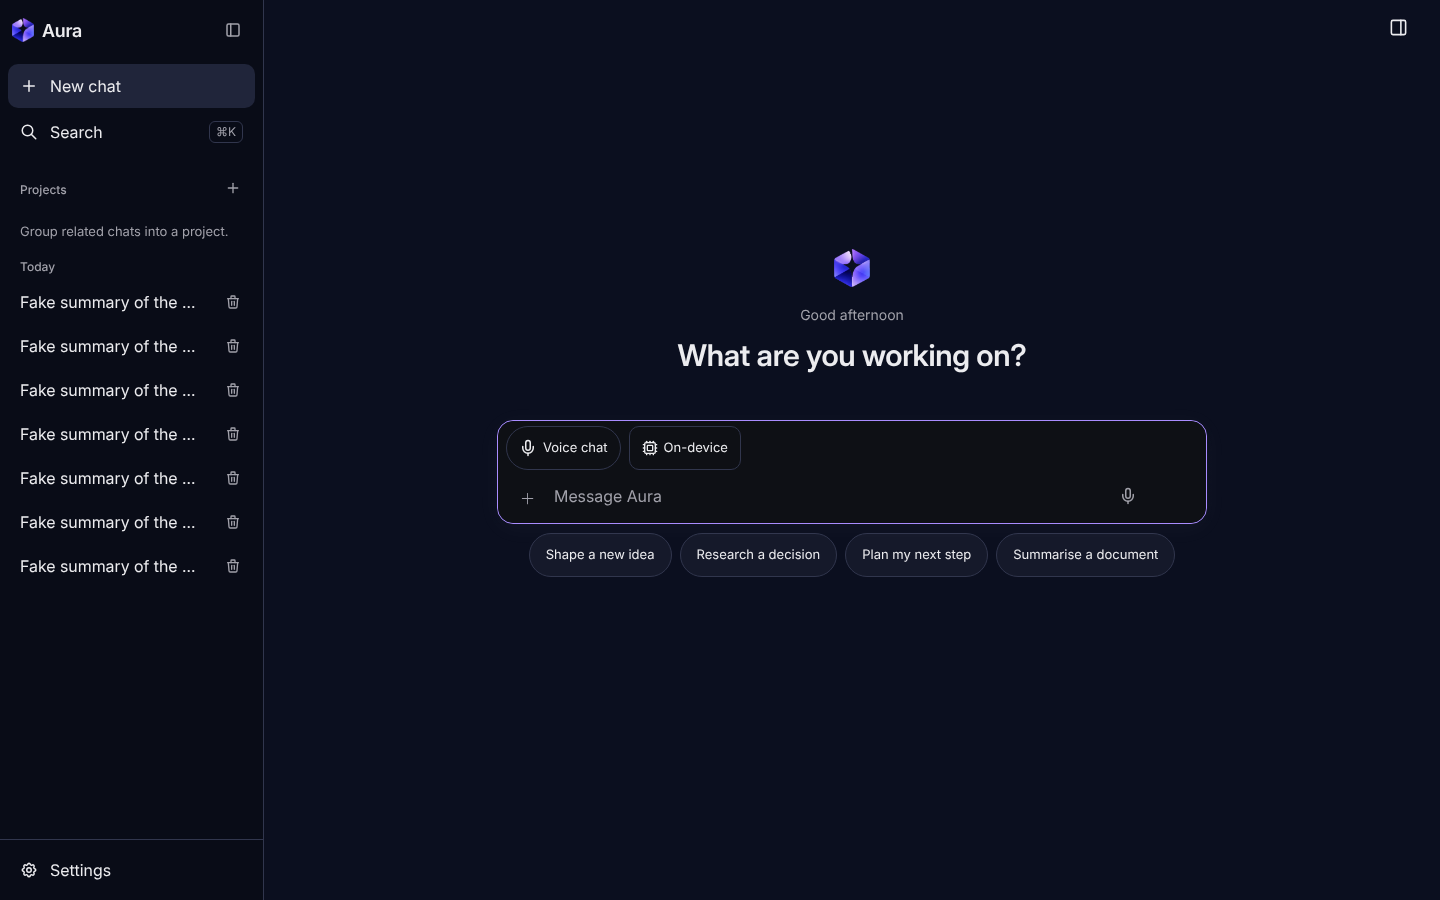 Aura
New chat
Search ⌘K
Projects
Group related chats into a project.
Today
Fake summary of the ...
Fake summary of the ...
Fake summary of the ...
Fake summary of the ...
Fake summary of the ...
Fake summary of the ...
Fake summary of the ...
Settings
Good afternoon
What are you working on?
Voice chat On-device
Message Aura
Shape a new idea Research a decision Plan my next step Summarise a document